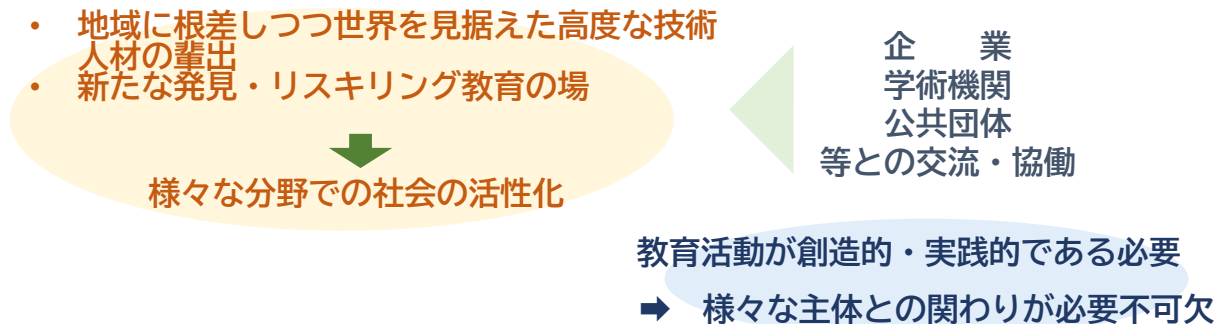 ・ 地域に根差しつつ世界を見据えた高度な技術
人材の輩出
・ 新たな発見・リスキリング教育の場
様々な分野での社会の活性化
企　　業
学術機関
公共団体
等との交流・協働
教育活動が創造的・実践的である必要
➡ 様々な主体との関わりが必要不可欠